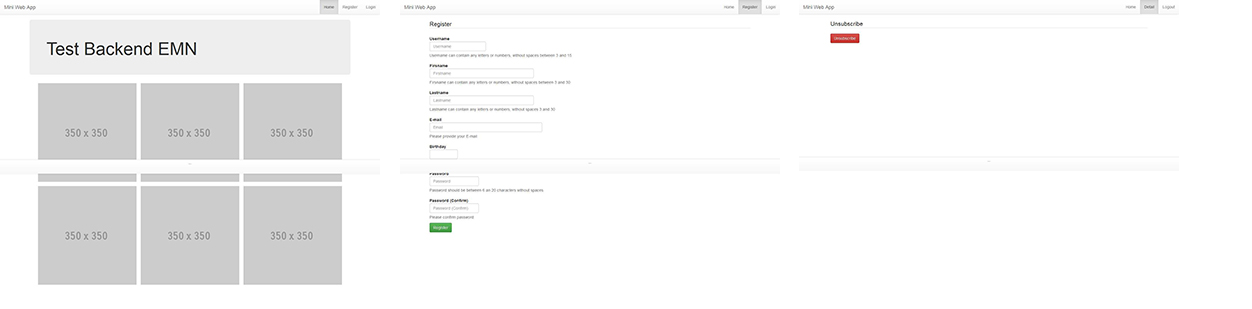 Mini Web App
Home Register Login
Test Backend EMN
350 x 350 350 x 350 350 x 350
350 x 350 350 x 350 350 x 350
Mini Web App
Home Register Login
Register
Username
Username
Username can contain any letters or numbers, without spaces between 3 and 15
Firstname
Firstname
Firsname can contain any letters or numbers, without spaces between 3 and 50
Lastname
Lastname
Lastname can contain any letters or numbers, without spaces 3 and 50
E-mail
Email
Please provide your E-mail
Birthday
Password
Password
Password should be between 6 an 20 characters without spaces
Password (Confirm)
Password (Confirm)
Please confirm password
Register
Mini Web App
Home Detail Logout
Unsubscribe
Unsubscribe